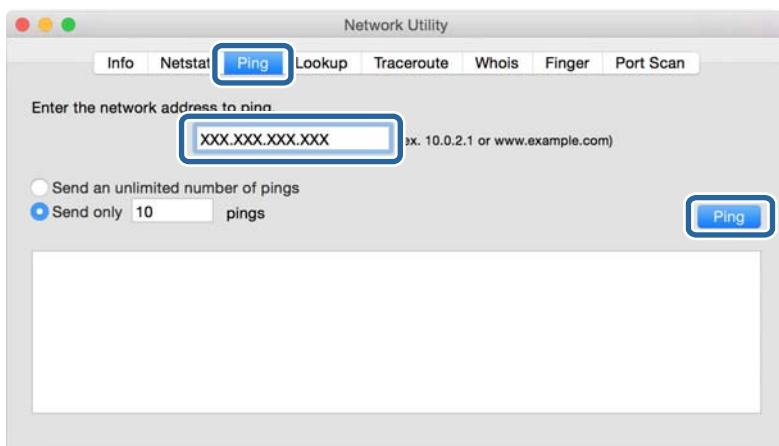 Network Utility
Info Netstat Ping Lookup Traceroute Whois Finger Port Scan
Enter the network address to ping.
XXX.XXX.XXX.XXX ex. 10.0.2.1 or www.example.com)
Send an unlimited number of pings
Send only 10 pings
Ping